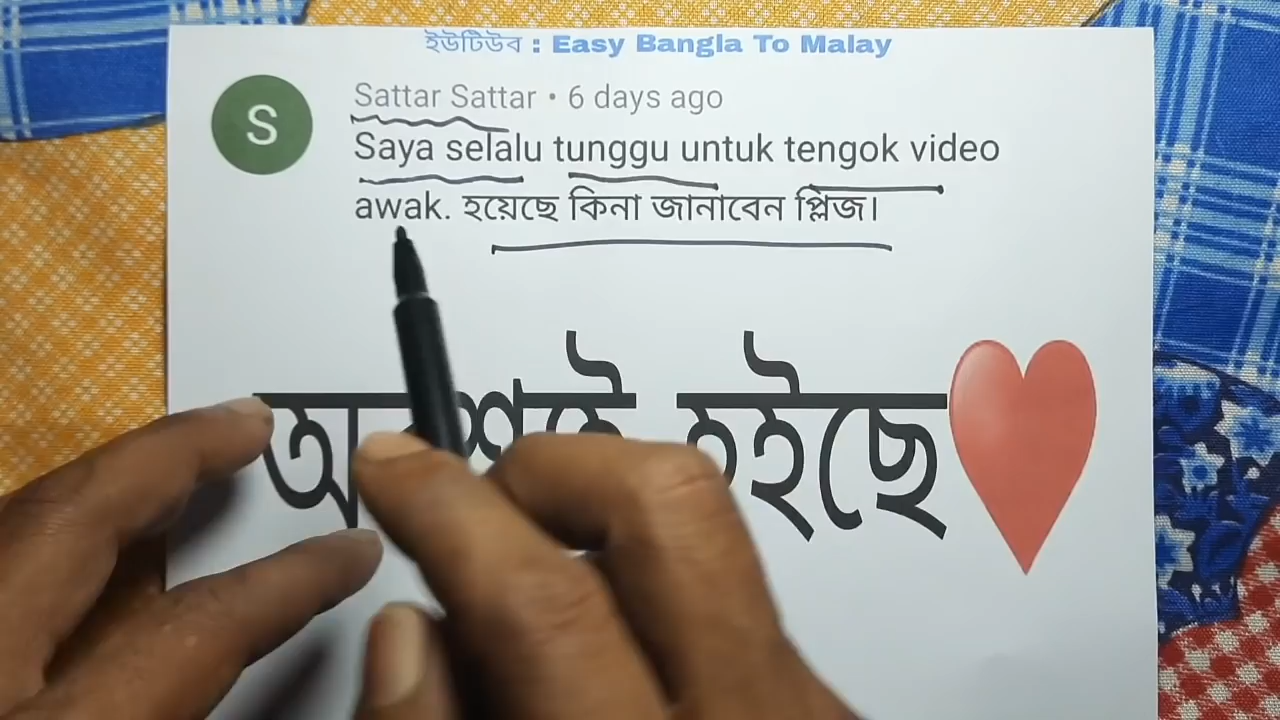 ইউটিউব : Easy Bangla To Malay
S
Sattar Sattar • 6 days ago
Saya selalu tunggu untuk tengok video
awak. হয়েছে কিনা জানাবেন প্লিজ।
হইছে